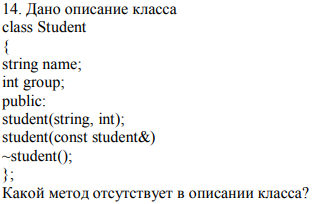 14. Дано описание класса
class Student
{
string name;
int group;
public:
student(string, int);
student(const student&)
~student();
};
Какой метод отсутствует в описании класса?